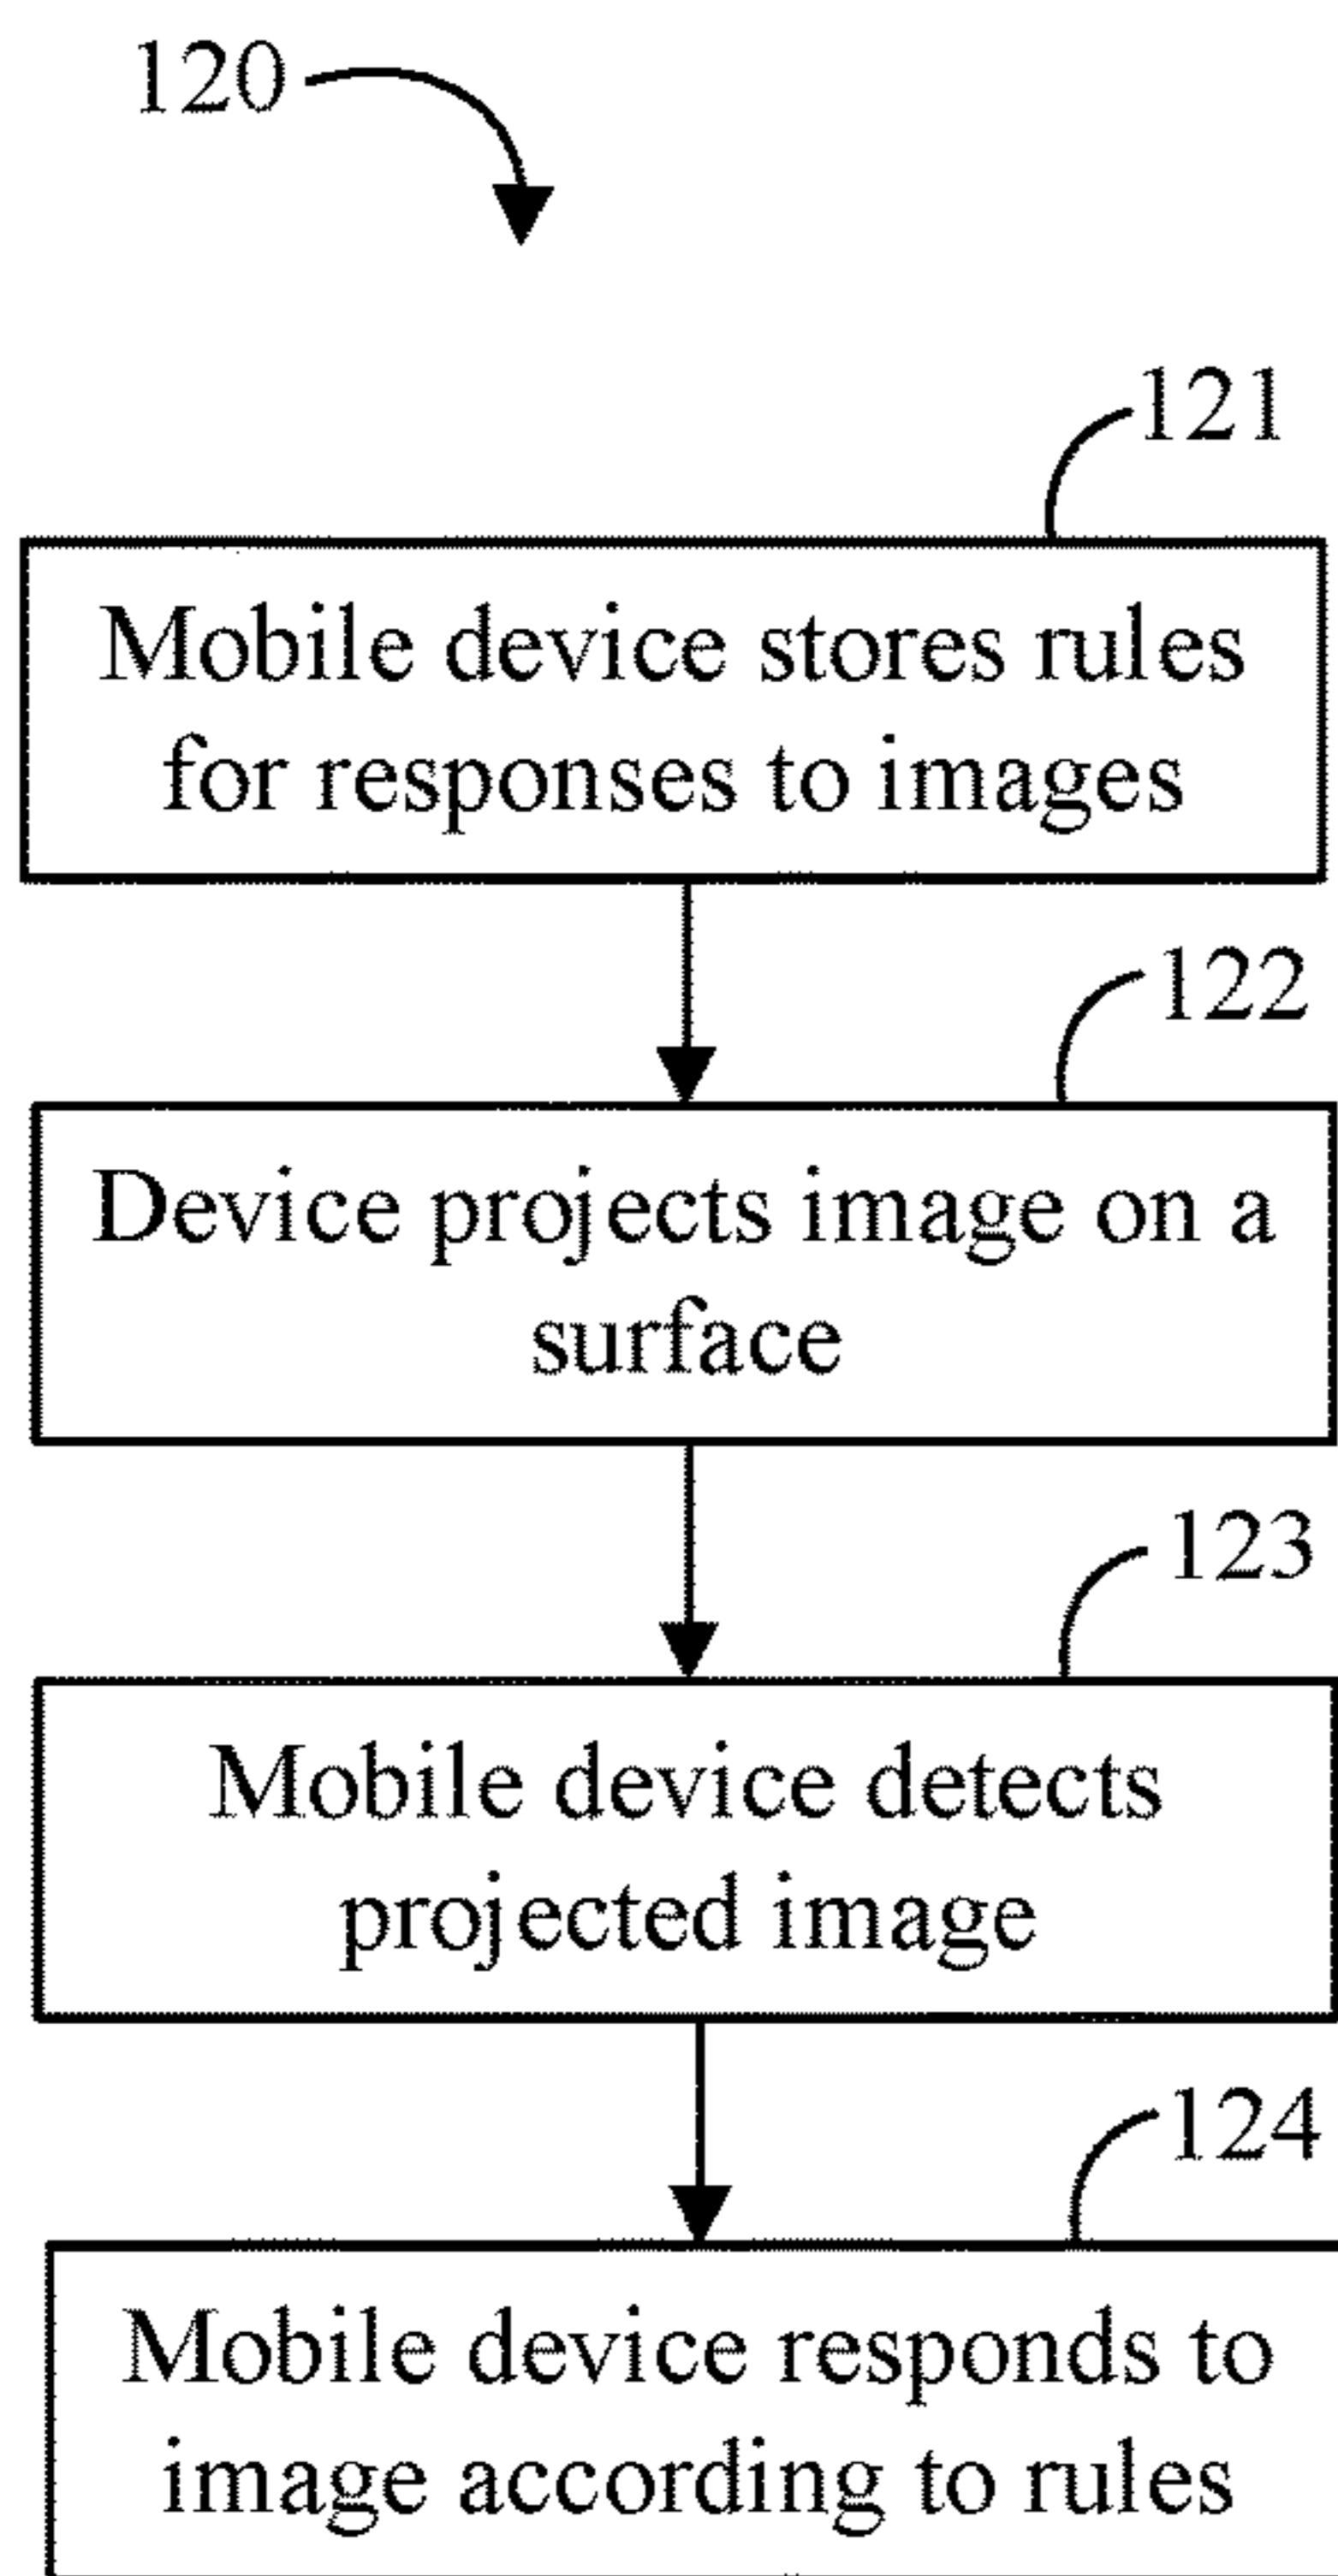 120
121
Mobile device stores rules
for responses to images
122
Device projects image on a
surface
123
Mobile device detects
projected image
124
Mobile device responds to
image according to rules